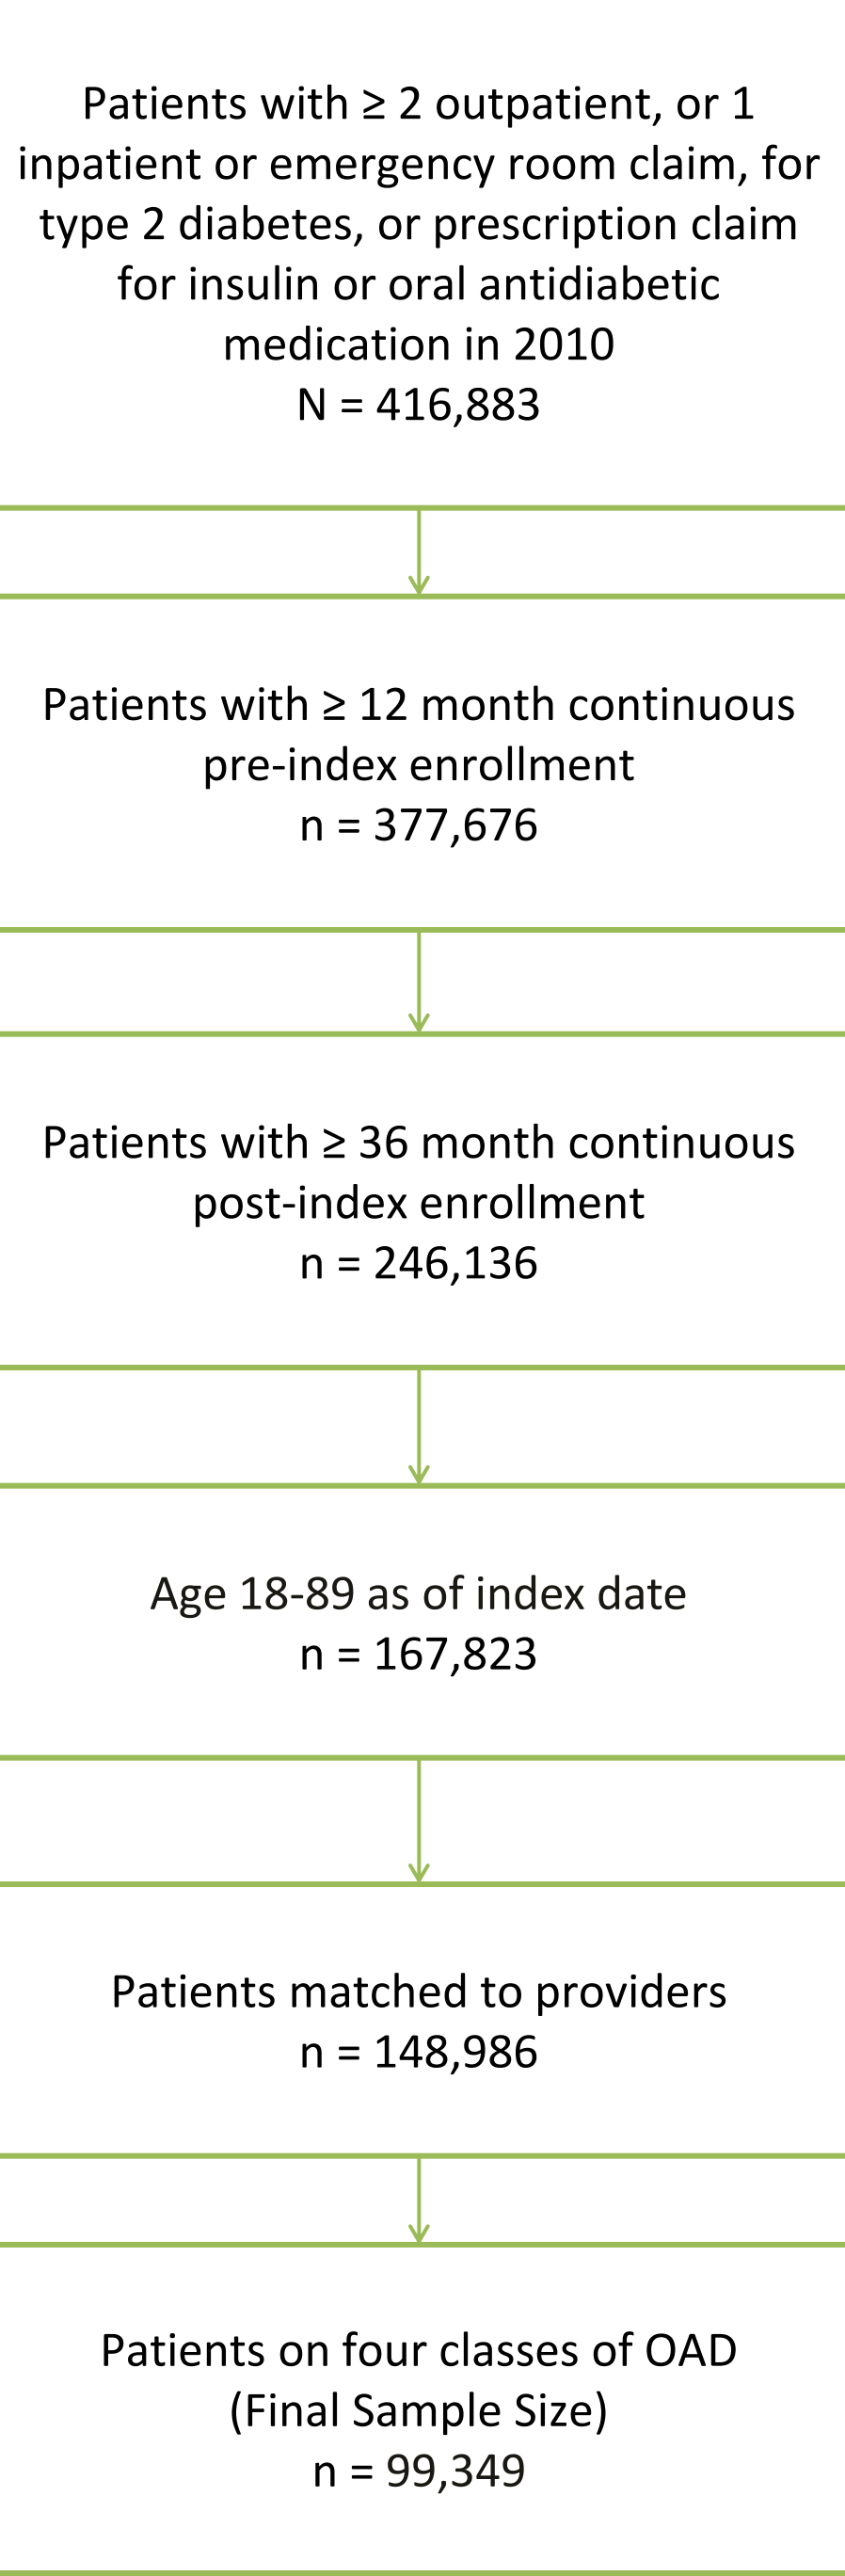 Patients with ≥ 2 outpatient, or 1
inpatient or emergency room claim, for
type 2 diabetes, or prescription claim
for insulin or oral antidiabetic
medication in 2010
N = 416,883
Patients with ≥ 12 month continuous
pre-index enrollment
n = 377,676
Patients with ≥ 36 month continuous
post-index enrollment
n = 246,136
Age 18-89 as of index date
n = 167,823
Patients matched to providers
n = 148,986
Patients on four classes of OAD
(Final Sample Size)
n = 99,349